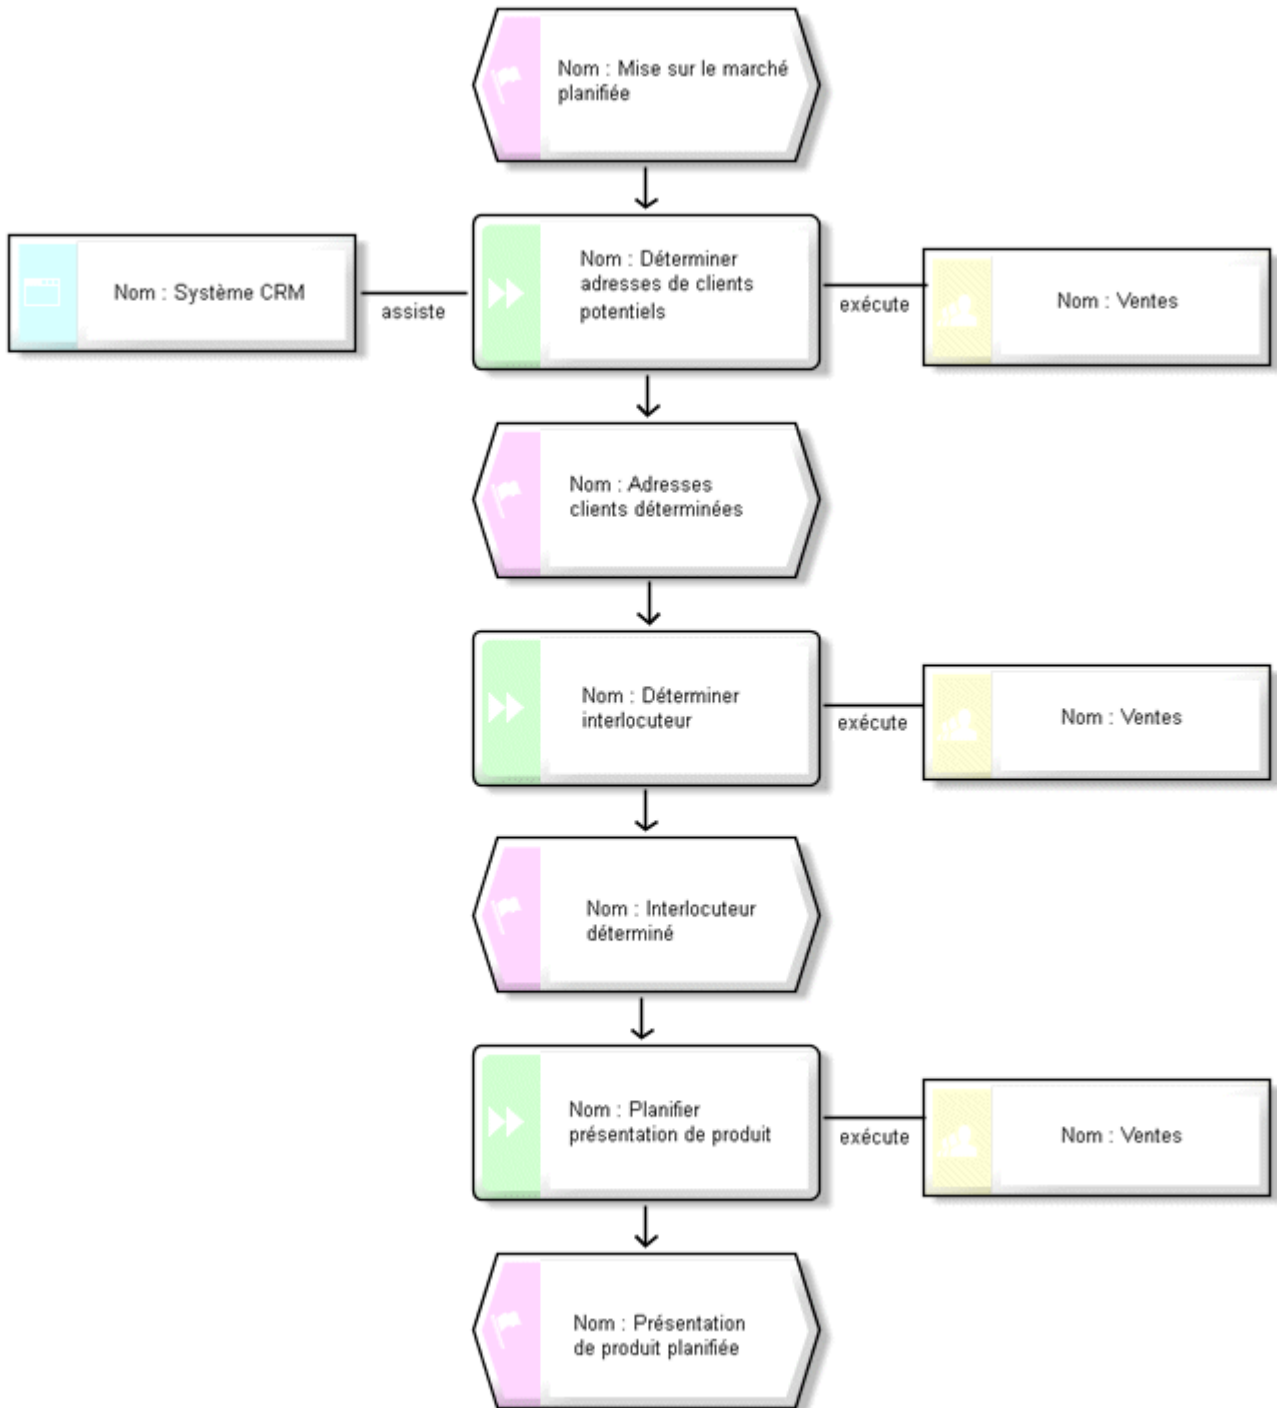 Nom : Mise sur le marché
planifiée
Nom : Système CRM
assiste
Nom : Déterminer
adresses de clients
potentiels
exécute
Nom : Ventes
Nom : Adresses
clients déterminées
Nom : Déterminer
interlocuteur
exécute
Nom : Ventes
Nom : Interlocuteur
déterminé
Nom : Planifier
présentation de produit
exécute
Nom : Ventes
Nom : Présentation
de produit planifiée